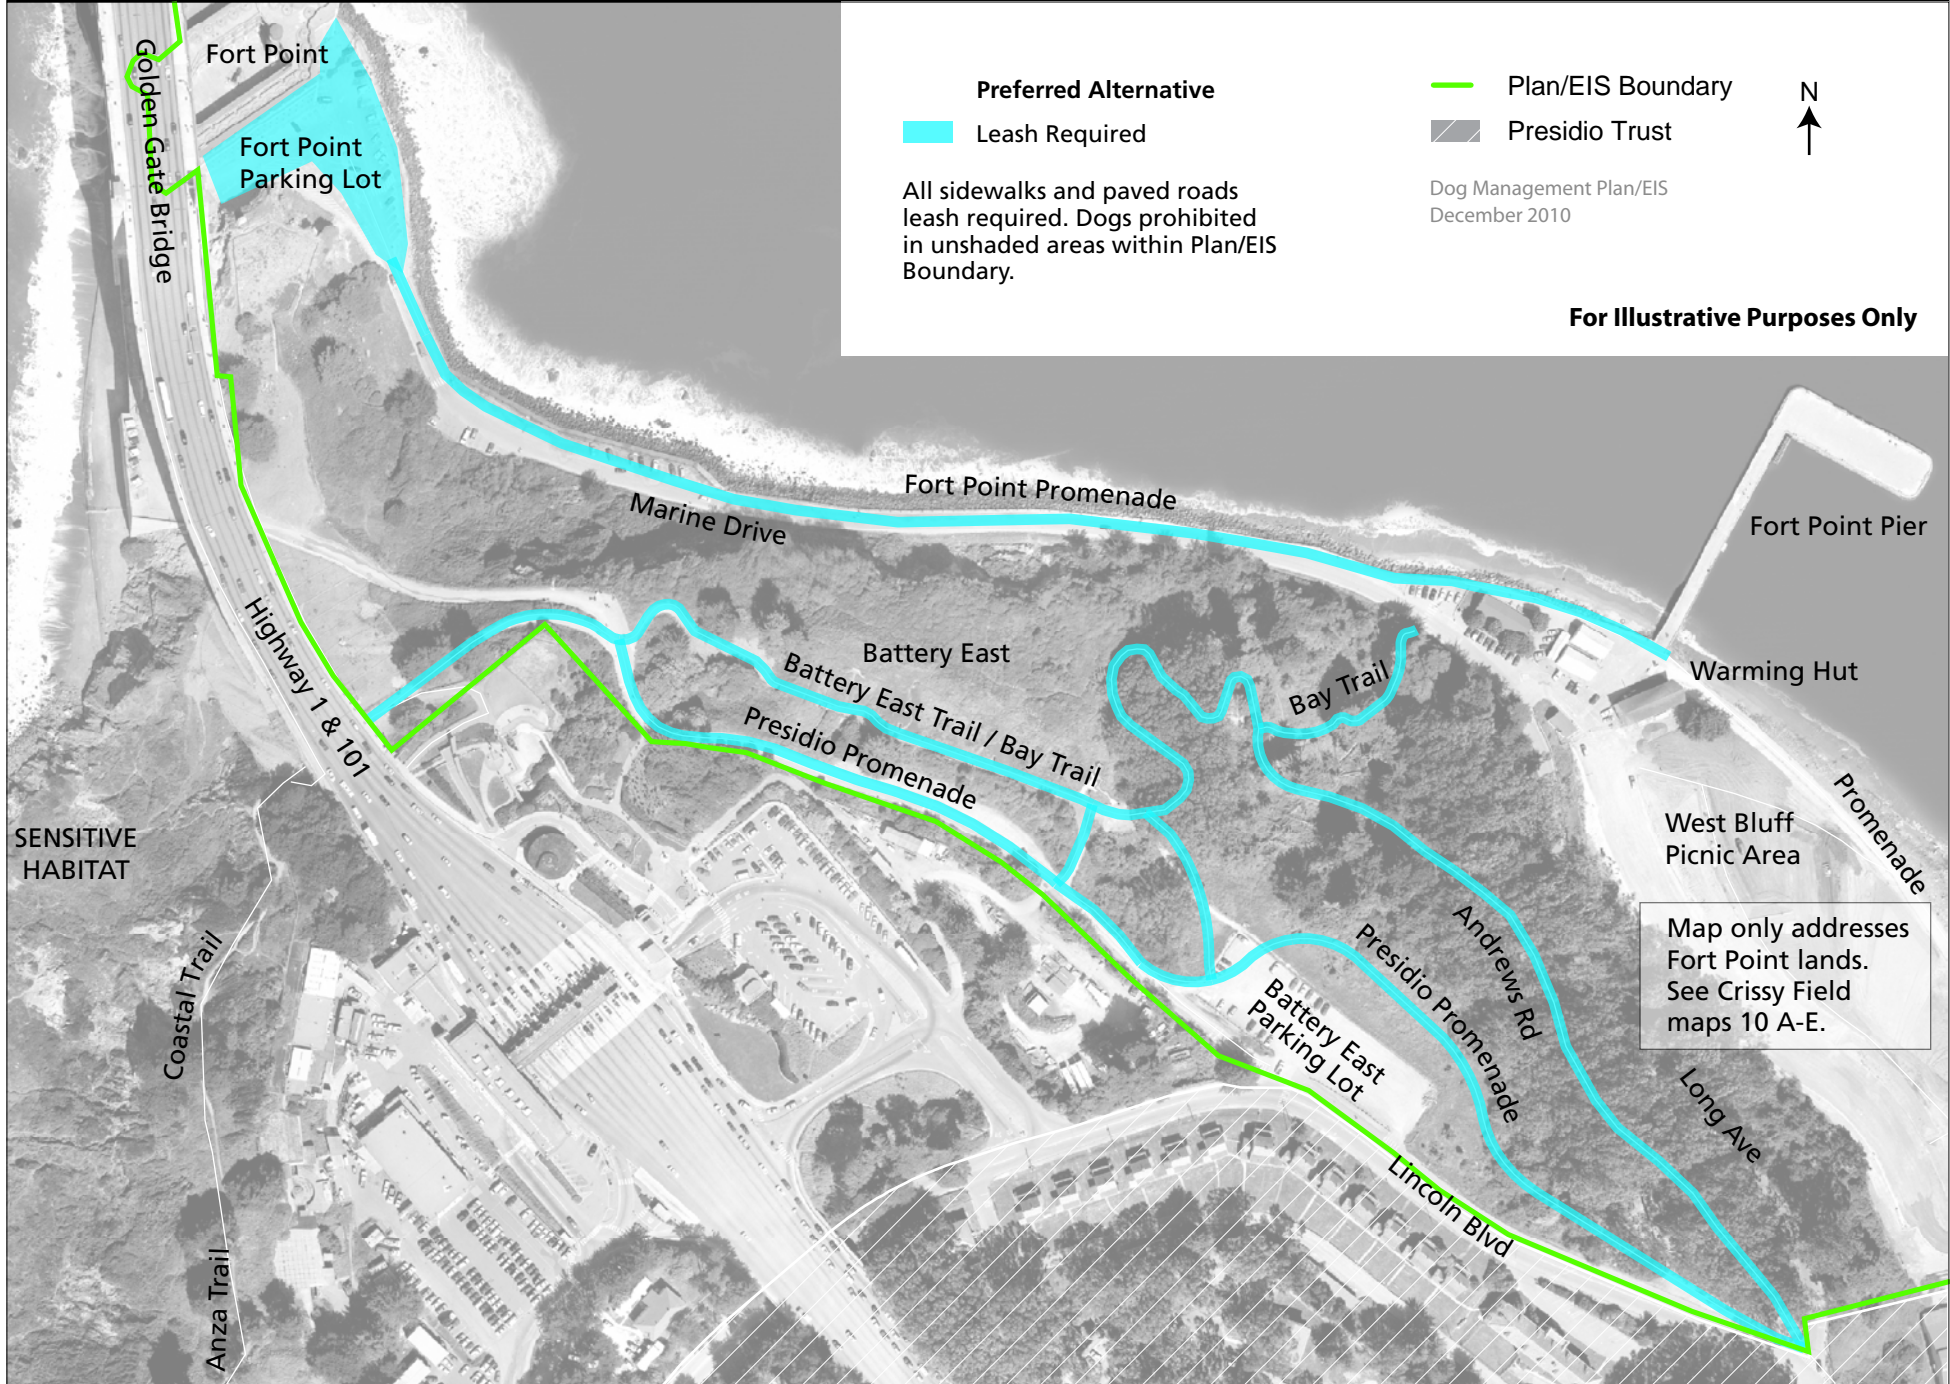 Golden Gate Bridge
Fort Point
Fort Point
Parking Lot
Preferred Alternative
Leash Required
All sidewalks and paved roads
leash required. Dogs prohibited
in unshaded areas within Plan/EIS
Boundary.
Plan/EIS Boundary
Presidio Trust
N
Dog Management Plan/EIS
December 2010
For Illustrative Purposes Only
Fort Point Promenade
Marine Drive
Fort Point Pier
Highway 1 & 101
Battery East
Battery East Trail / Bay Trail
Presidio Promenade
Bay Trail
Warming Hut
Promenade
West Bluff
Picnic Area
SENSITIVE
HABITAT
Coastal Trail
Anza Trail
Map only addresses
Fort Point lands.
See Crissy Field
maps 10 A-E.
Andrews Rd
Presidio Promenade
Battery East
Parking Lot
Long Ave
Lincoln Blvd